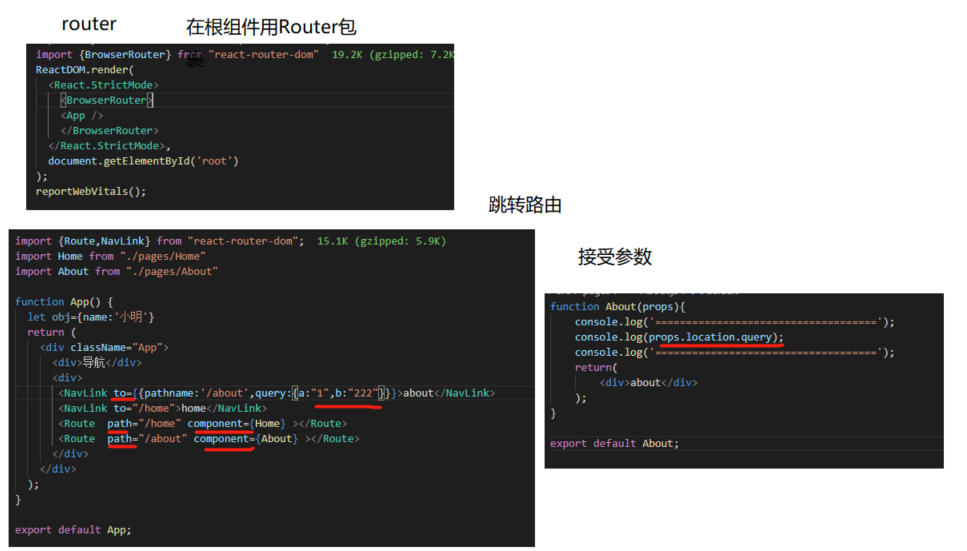 router
在根组件用Router包
import {BrowserRouter} from "react-router-dom" 19.2K (gzipped: 7.2K
ReactDOM.render(
<React.StrictMode>
<BrowserRouter>
<App />
</BrowserRouter>
</React.StrictMode>,
document.getElementById('root')
);
reportWebVitals();
跳转路由
import {Route,NavLink} from "react-router-dom"; 15.1K (gzipped: 5.9K)
import Home from "./pages/Home"
import About from "./pages/About"
function App() {
let obj={name:'小明'}
return (
<div className="App">
<div>导航</div>
<div>
<NavLink to={{pathname:'/about',query:{a:"1",b:"222"}}}>about</NavLink>
<NavLink to="/home">home</NavLink>
<Route path="/home" component={Home} ></Route>
<Route path="/about" component={About} ></Route>
</div>
</div>
);
}
export default App;
接受参数
function About(props){
console.log('====================================');
console.log(props.location.query);
console.log('====================================');
return(
<div>about</div>
);
}
export default About;